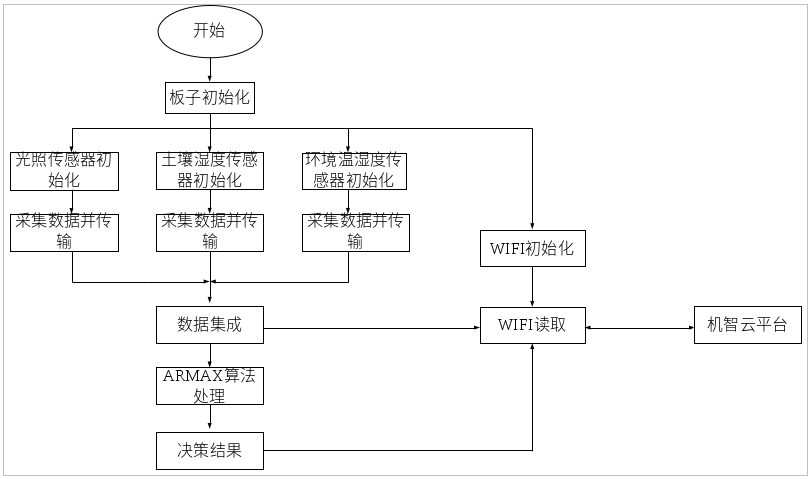 开始
板子初始化
光照传感器初
始化
土壤湿度传感
器初始化
环境温湿度传
感器初始化
采集数据并传
输
采集数据并传
输
采集数据并传
输
WIFI初始化
数据集成
WIFI读取
机智云平台
ARMAX算法
处理
决策结果